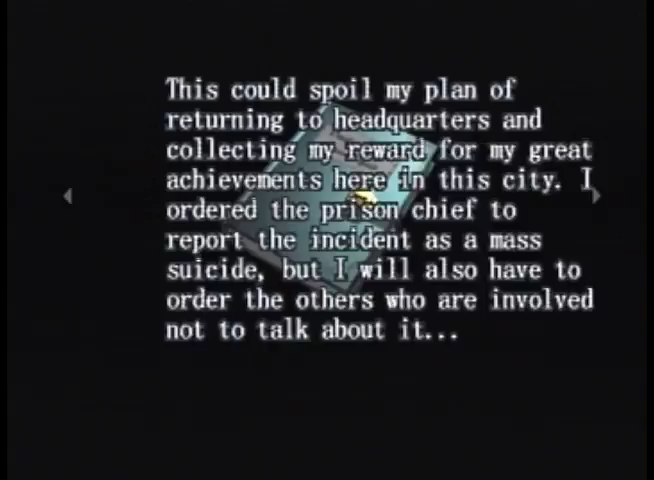 This could spoil my plan of
returning to headquarters and
collecting my reward for my great
achievements here in this city. I
ordered the prison chief to
report the incident as a mass
suicide, but I will also have to
order the others who are involved
not to talk about it...